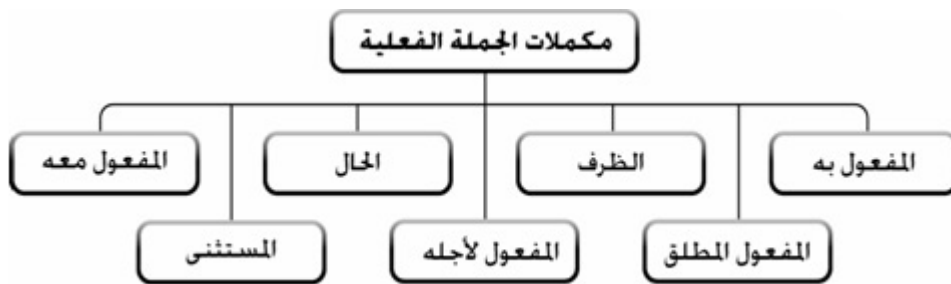 مكملات الجملة الفعلية
المفعول به
الظرف
الحال
المفعول معه
المفعول المطلق
المفعول لأجله
المستثنى